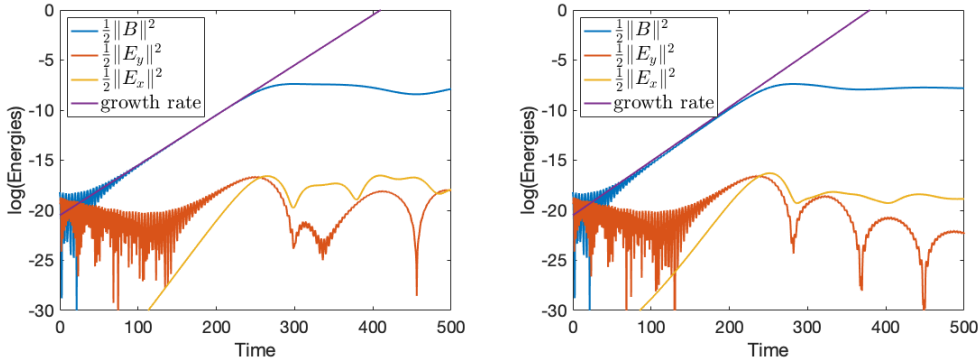 0
-5
-10
-15
-20
-25
-30
log(Energies)
½‖B‖²
½‖E_y‖²
½‖E_x‖²
growth rate
0 100 200 300 400 500
Time
0
-5
-10
-15
-20
-25
-30
log(Energies)
½‖B‖²
½‖E_y‖²
½‖E_x‖²
growth rate
0 100 200 300 400 500
Time